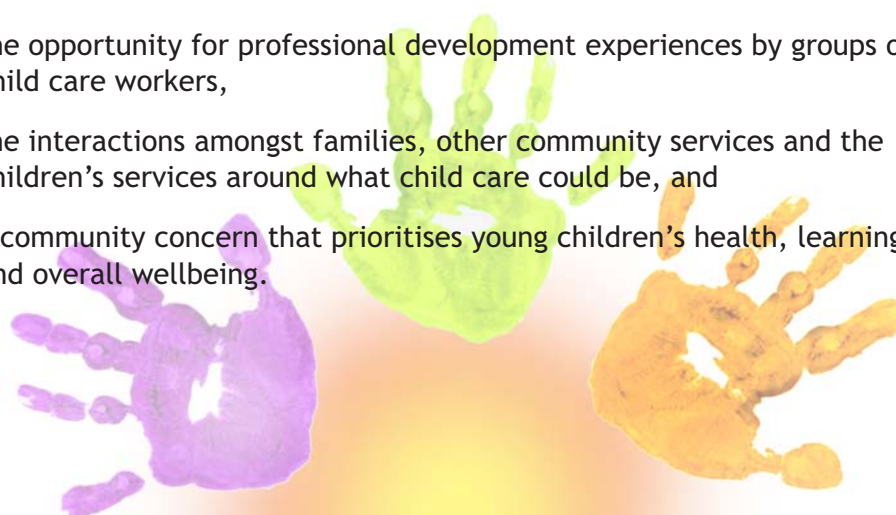 he opportunity for professional development experiences by groups o
hild care workers,
he interactions amongst families, other community services and the
hildren’s services around what child care could be, and
community concern that prioritises young children’s health, learning
nd overall wellbeing.